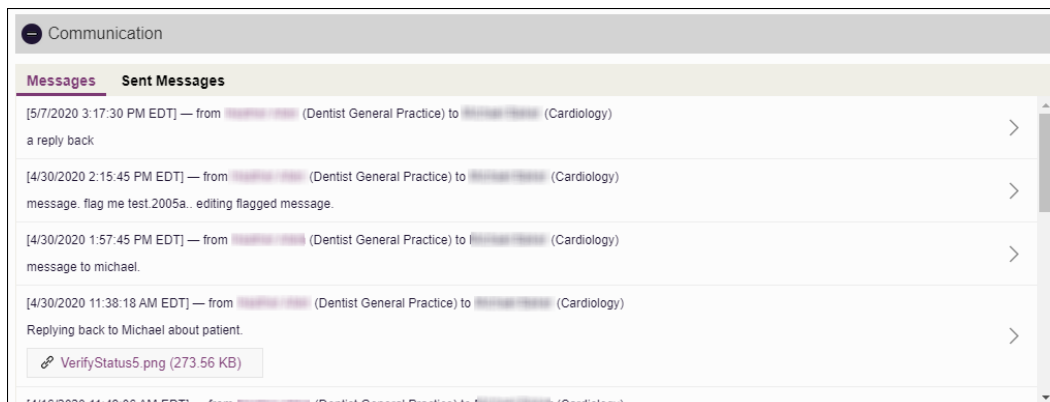 Communication
Messages Sent Messages
[5/7/2020 3:17:30 PM EDT] — from (Dentist General Practice) to (Cardiology)
a reply back
[4/30/2020 2:15:45 PM EDT] — from (Dentist General Practice) to (Cardiology)
message. flag me test.2005a.. editing flagged message.
[4/30/2020 1:57:45 PM EDT] — from (Dentist General Practice) to (Cardiology)
message to michael.
[4/30/2020 11:38:18 AM EDT] — from (Dentist General Practice) to (Cardiology)
Replying back to Michael about patient.
VerifyStatus5.png (273.56 KB)